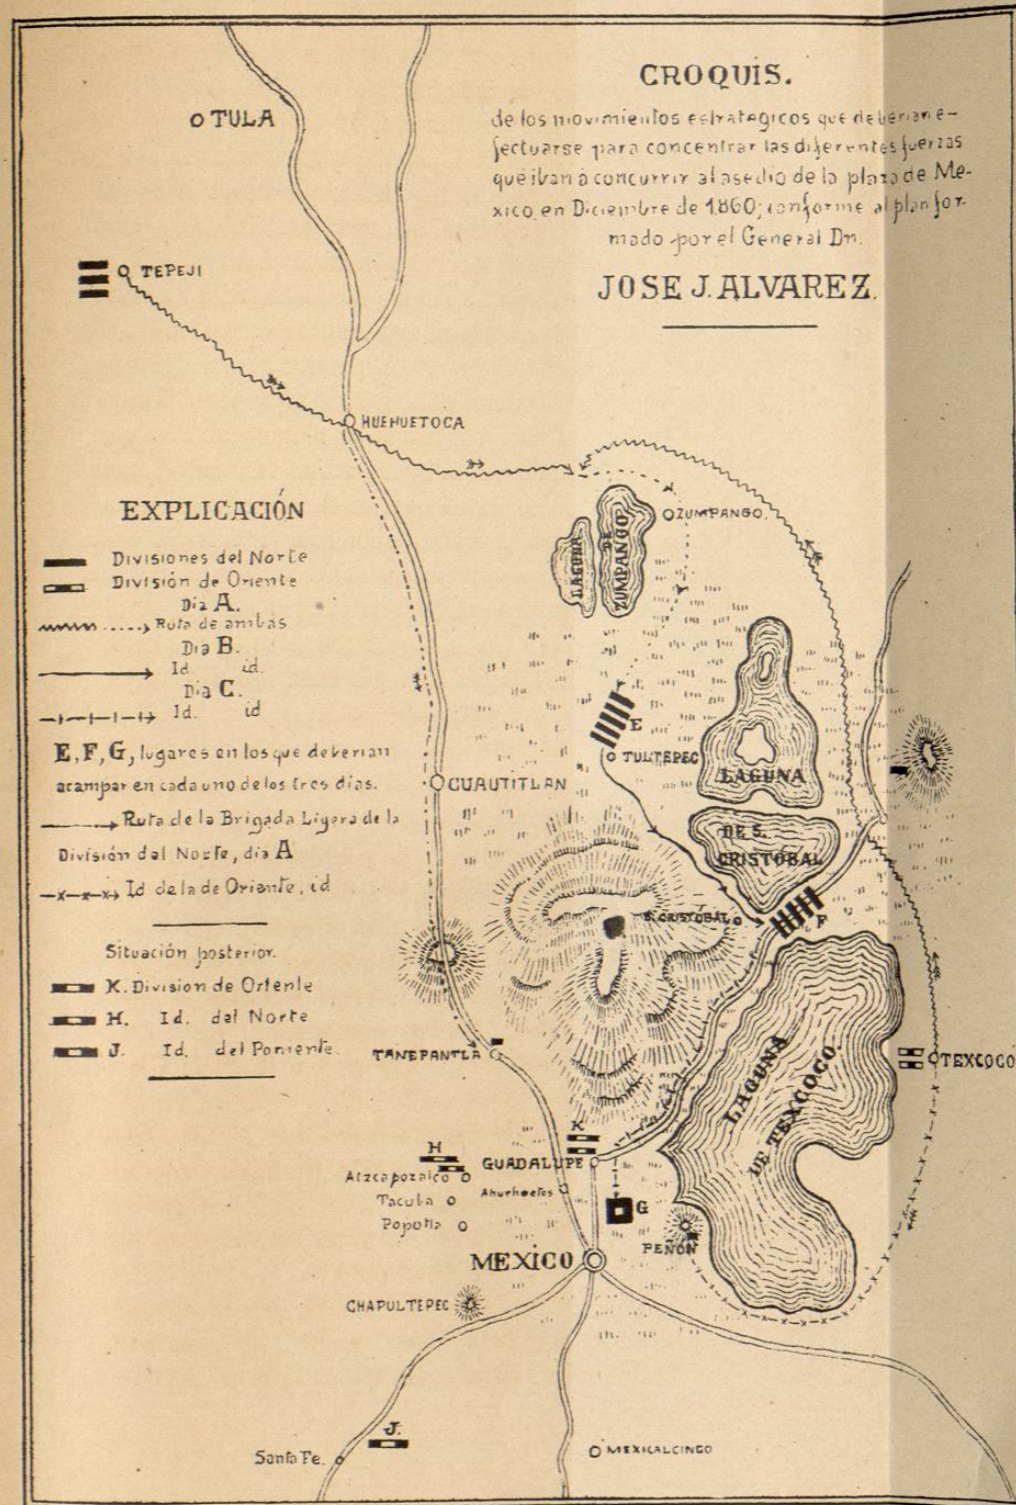 CROQUIS.
de los movimientos estrategicos que deberian e-
fectuarse para concentrar las diferentes fuerzas
que iban á concurrir al asedio de la plaza de Me-
xico en Diciembre de 1860; conforme al plan for-
mado por el General Dn.
JOSE J. ALVAREZ.
O TULA
TEPEJI
HUEHUETOCA
OZUMPANGO.
LAGUNA
DE
ZUMPANGO
EXPLICACIÓN
Divisiones del Norte
División de Oriente
Dia A.
Ruta de ambas
Dia B.
Id. id.
Dia C.
Id. id
E, F, G, lugares en los que deberian
acampar en cada uno de los tres días.
Ruta de la Brigada Ligera de la
División del Norte, dia A
Id de la de Oriente, id
Situación posterior.
K. Division de Oriente
H. Id. del Norte
J. Id. del Poniente.
E
TULTEPEC
LAGUNA
CUAUTITLAN
DE S.
CRISTÓBAL
S. CRISTÓBAL
F
TANEPANTLA
LAGUNA
DE TEXCOCO
TEXCOCO
K
H
GUADALUPE
Atzcapozalco
Ahuehuetes
Tacuba
Popotla
G
PEÑÓN
MEXICO
CHAPULTEPEC
J.
Santa Fe.
MEXICALCINGO